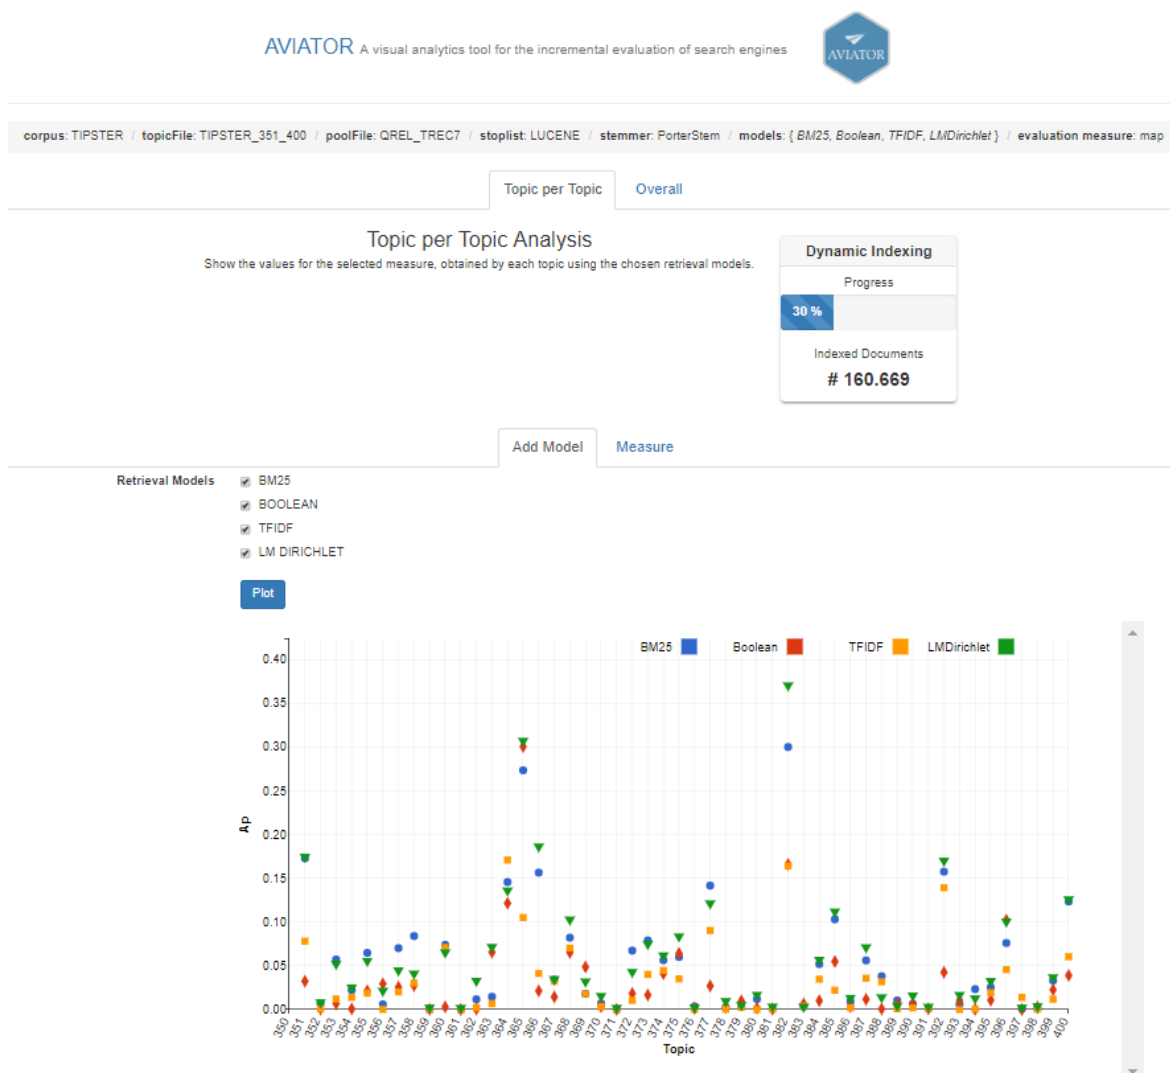 AVIATOR A visual analytics tool for the incremental evaluation of search engines
AVIATOR
corpus: TIPSTER / topicFile: TIPSTER_351_400 / poolFile: QREL_TREC7 / stoplist: LUCENE / stemmer: PorterStem / models: { BM25, Boolean, TFIDF, LMDirichlet } / evaluation measure: map
Topic per Topic Overall
Topic per Topic Analysis
Show the values for the selected measure, obtained by each topic using the chosen retrieval models.
Dynamic Indexing
Progress
30 %
Indexed Documents
# 160.669
Add Model Measure
Retrieval Models
BM25
BOOLEAN
TFIDF
LM DIRICHLET
Plot
BM25 Boolean TFIDF LMDirichlet
0.40
0.35
0.30
0.25
0.20
0.15
0.10
0.05
0.00
Ap
350 351 352 353 354 355 356 357 358 359 360 361 362 363 364 365 366 367 368 369 370 371 372 373 374 375 376 377 378 379 380 381 382 383 384 385 386 387 388 389 390 391 392 393 394 395 396 397 398 399 400
Topic